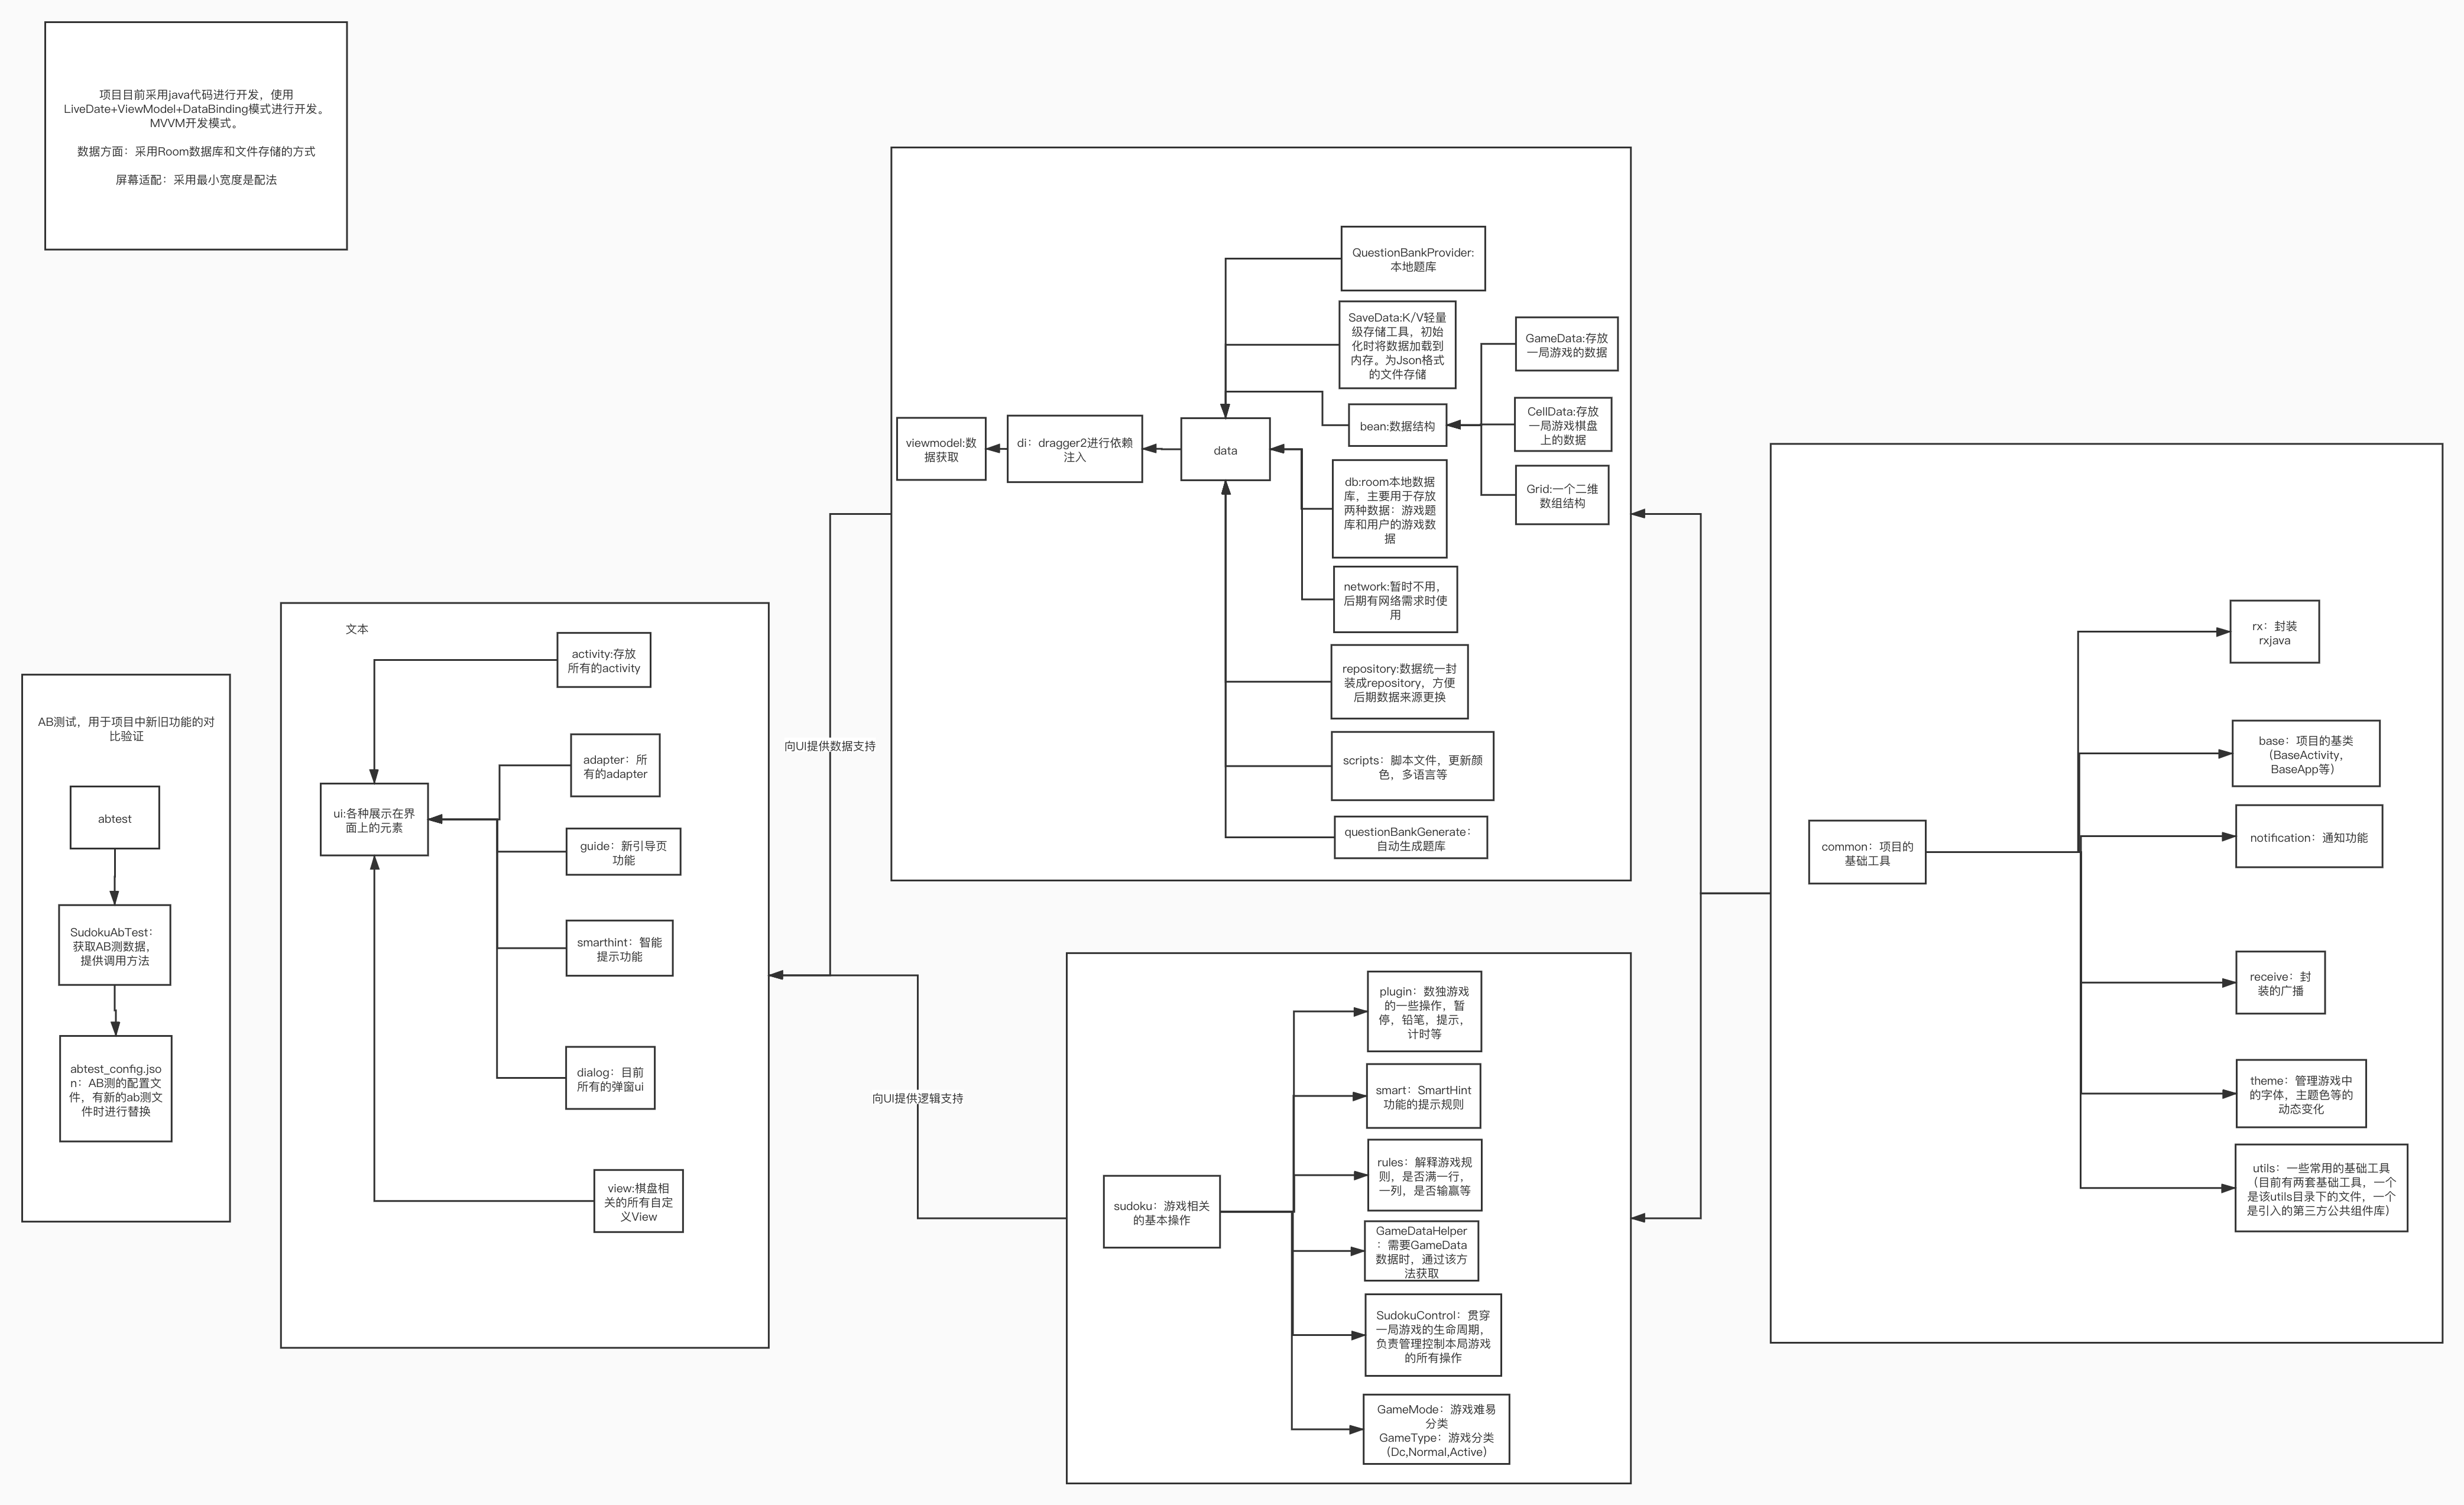 项目目前采用java代码进行开发，使用
LiveDate+ViewModel+DataBinding模式进行开发。
MVVM开发模式。
数据方面：采用Room数据库和文件存储的方式
屏幕适配：采用最小宽度是配法
AB测试，用于项目中新旧功能的对
比验证
abtest
SudokuAbTest：
获取AB测数据，
提供调用方法
abtest_config.jso
n：AB测的配置文
件，有新的ab测文
件时进行替换
文本
activity:存放
所有的activity
adapter：所
有的adapter
ui:各种展示在界
面上的元素
guide：新引导页
功能
smarthint：智能
提示功能
dialog：目前
所有的弹窗ui
view:棋盘相
关的所有自定
义View
向UI提供数据支持
向UI提供逻辑支持
QuestionBankProvider:
本地题库
SaveData:K/V轻量
级存储工具，初始
化时将数据加载到
内存。为Json格式
的文件存储
GameData:存放
一局游戏的数据
bean:数据结构
CellData:存放
一局游戏棋盘
上的数据
Grid:一个二维
数组结构
viewmodel:数
据获取
di：dragger2进行依赖
注入
data
db:room本地数据
库，主要用于存放
两种数据：游戏题
库和用户的游戏数
据
network:暂时不用，
后期有网络需求时使
用
repository:数据统一封
装成repository，方便
后期数据来源更换
scripts：脚本文件，更新颜
色，多语言等
questionBankGenerate：
自动生成题库
sudoku：游戏相关
的基本操作
plugin：数独游戏
的一些操作，暂
停，铅笔，提示，
计时等
smart：SmartHint
功能的提示规则
rules：解释游戏规
则，是否满一行，
一列，是否输赢等
GameDataHelper
：需要GameData
数据时，通过该方
法获取
SudokuControl：贯穿
一局游戏的生命周期，
负责管理控制本局游戏
的所有操作
GameMode：游戏难易
分类
GameType：游戏分类
（Dc,Normal,Active）
common：项目的
基础工具
rx：封装
rxjava
base：项目的基类
（BaseActivity，
BaseApp等）
notification：通知功能
receive：封
装的广播
theme：管理游戏中
的字体，主题色等的
动态变化
utils：一些常用的基础工具
（目前有两套基础工具，一个
是该utils目录下的文件，一个
是引入的第三方公共组件库）